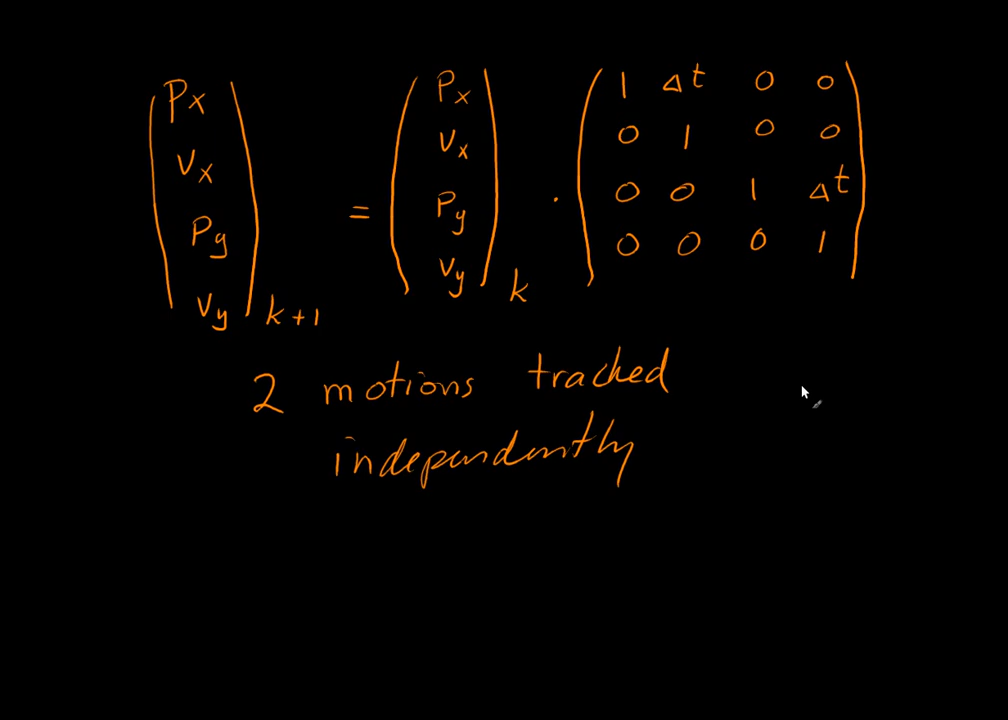 Px Px 1 Δt 0 0
Vx Vx 0 1 0 0
Py = Py · 0 0 1 Δt
Vy k+1 Vy k 0 0 0 1
2 motions tracked
independently